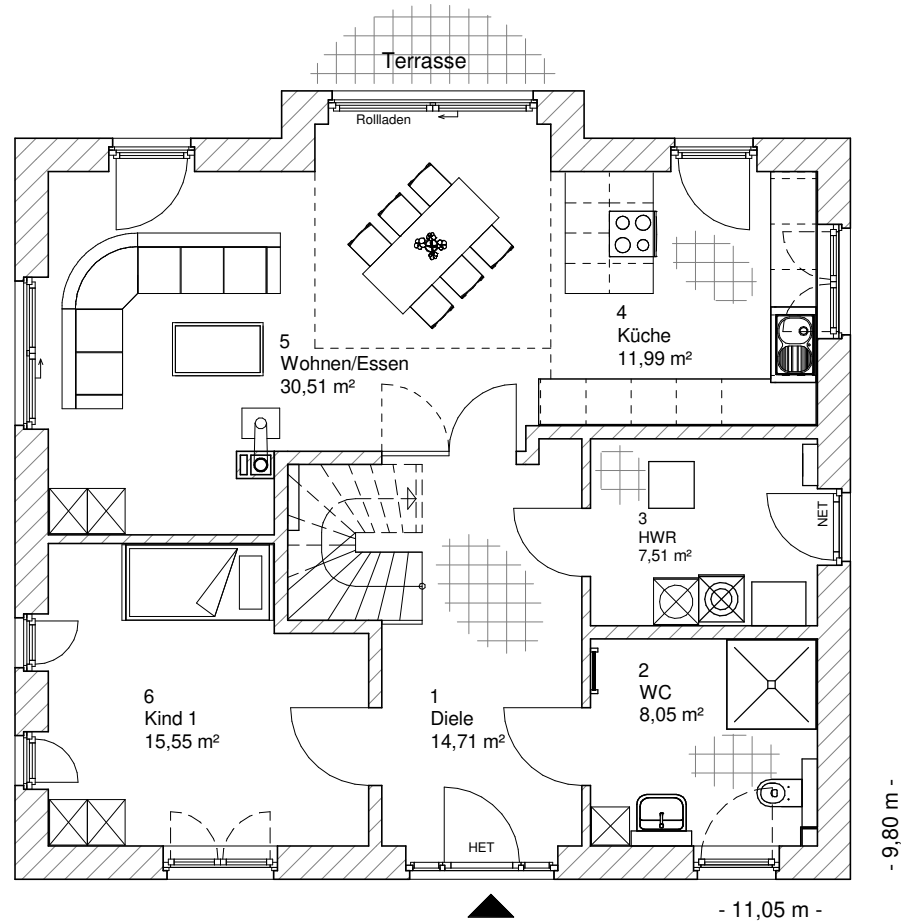 Terrasse
Rollladen
4
Küche
11,99 m²
5
Wohnen/Essen
30,51 m²
3
HWR
7,51 m²
NET
2
WC
8,05 m²
6
Kind 1
15,55 m²
1
Diele
14,71 m²
HET
- 9,80 m -
- 11,05 m -